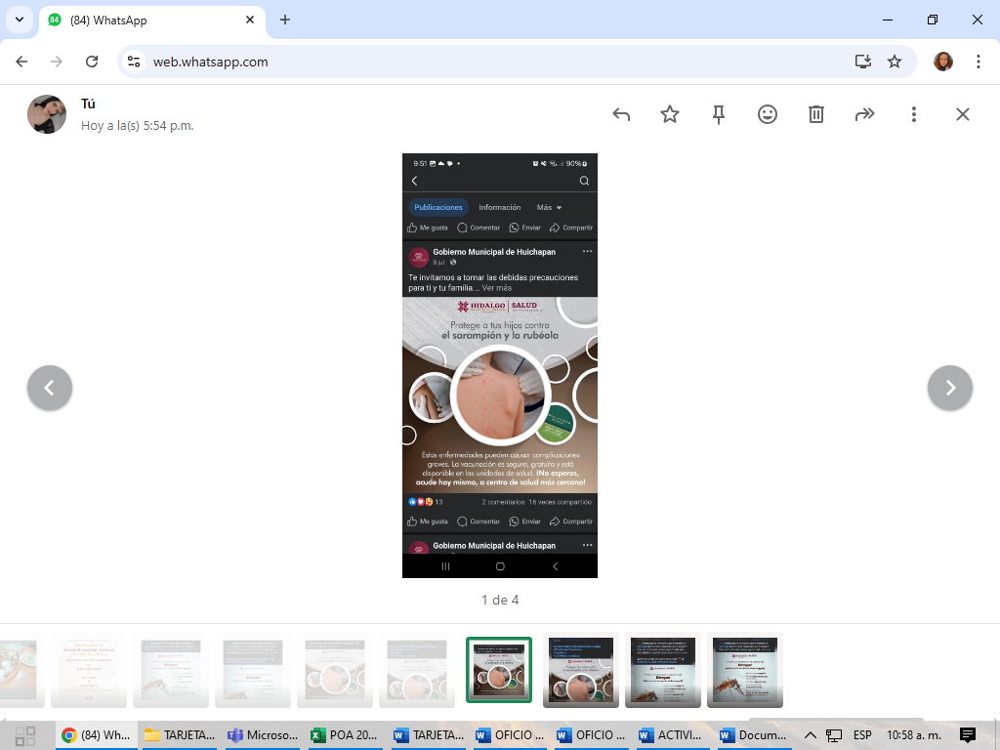 84 (84) WhatsApp
web.whatsapp.com
Tú
Hoy a la(s) 5:54 p.m.
9:51 90%
Publicaciones Información Más
Me gusta Comentar Enviar Compartir
Gobierno Municipal de Huichapan
8 jul
Te invitamos a tomar las debidas precauciones
para ti y tu familia... Ver más
HIDALGO SALUD
Protege a tus hijos contra
el sarampión y la rubéola
Estas enfermedades pueden causar complicaciones
graves. La vacunación es segura, gratuita y está
disponible en las unidades de salud. ¡No esperes,
acude hoy mismo, a centro de salud más cercano!
13 2 comentarios 16 veces compartido
Me gusta Comentar Enviar Compartir
Gobierno Municipal de Huichapan
1 de 4
Dengue
Dengue
(84) Wh... TARJETA... Microso... POA 20... TARJETA... OFICIO ... OFICIO ... ACTIVI... Docum... ESP 10:58 a. m.